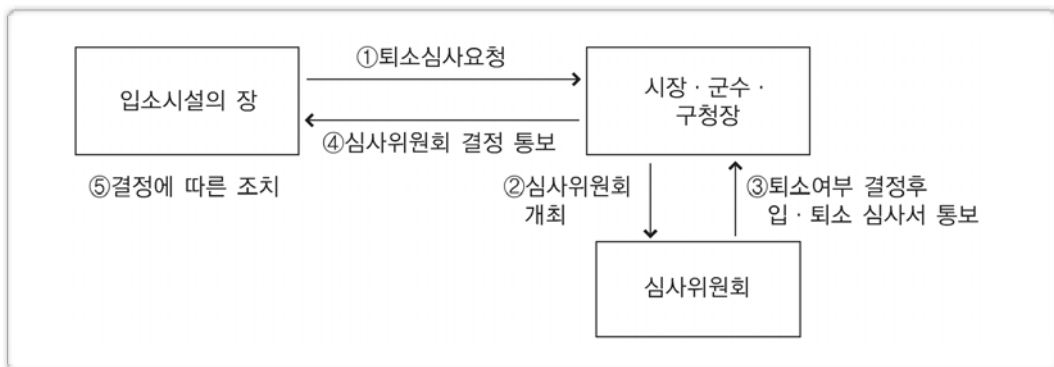 ①퇴소심사요청
입소시설의 장
시장 · 군수 ·
구청장
④심사위원회 결정 통보
⑤결정에 따른 조치
②심사위원회
개최
③퇴소여부 결정후
입 · 퇴소 심사서 통보
심사위원회